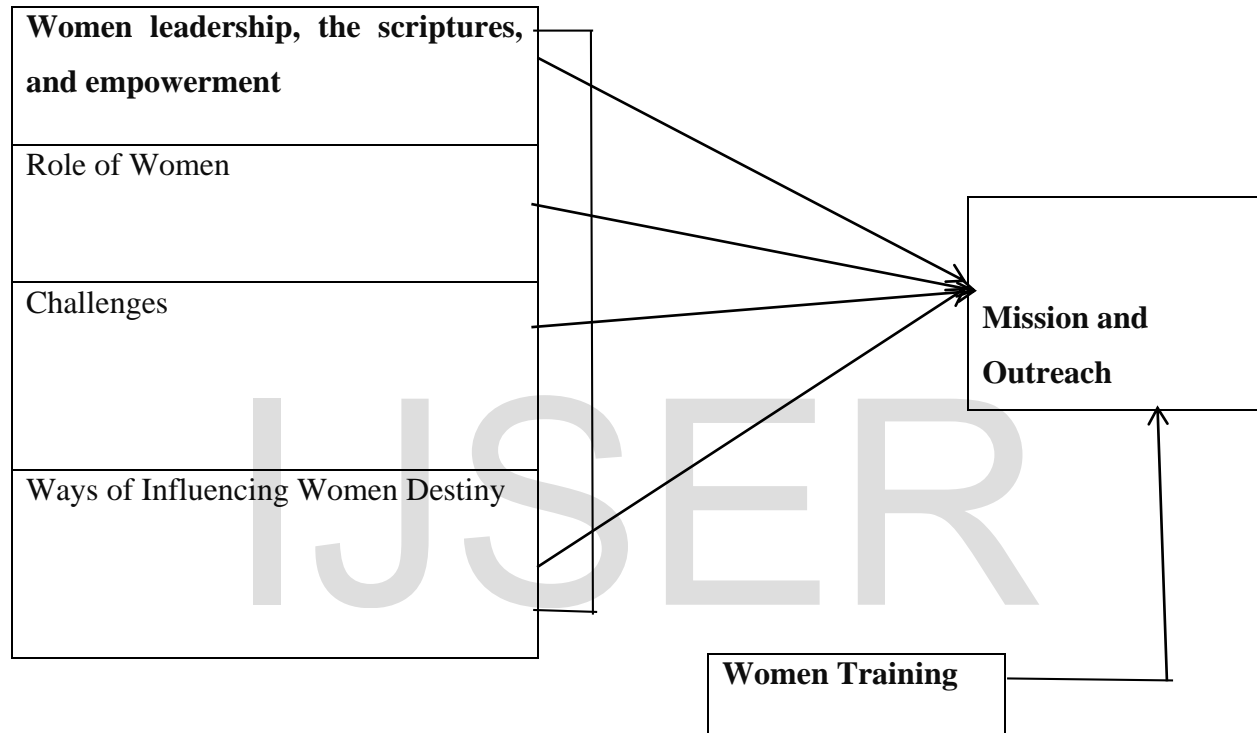 Women leadership, the scriptures,
and empowerment
Role of Women
Challenges
Ways of Influencing Women Destiny
Mission and
Outreach
Women Training
IJSER